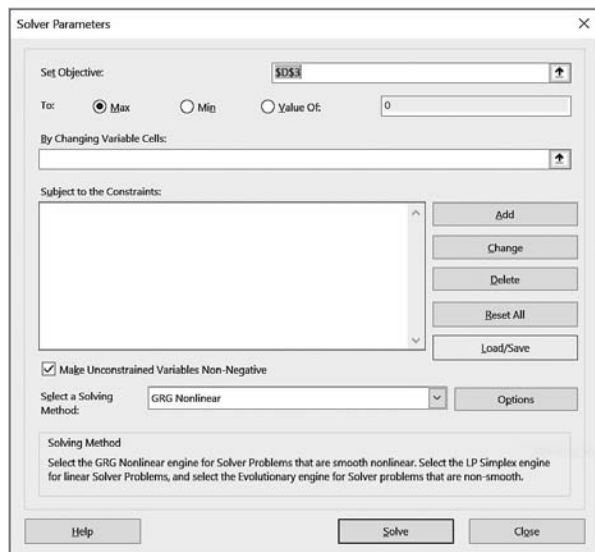 Solver Parameters
Set Objective: $D$3
To: Max Min Value Of: 0
By Changing Variable Cells:
Subject to the Constraints:
Add
Change
Delete
Reset All
Load/Save
Make Unconstrained Variables Non-Negative
Select a Solving Method: GRG Nonlinear Options
Solving Method
Select the GRG Nonlinear engine for Solver Problems that are smooth nonlinear. Select the LP Simplex engine
for linear Solver Problems, and select the Evolutionary engine for Solver problems that are non-smooth.
Help Solve Close